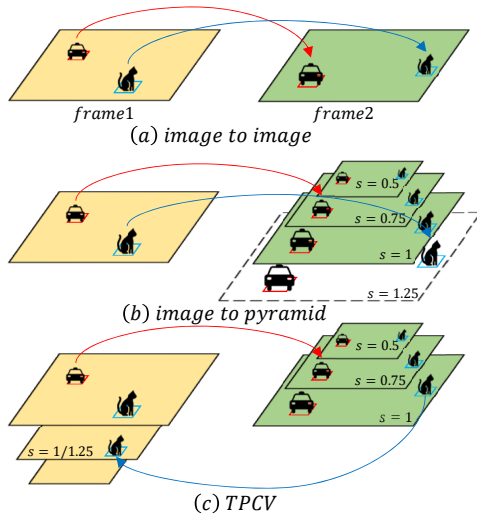 frame1
frame2
(a) image to image
s = 0.5
s = 0.75
s = 1
s = 1.25
(b) image to pyramid
s = 0.5
s = 0.75
s = 1
s = 1/1.25
(c) TPCV